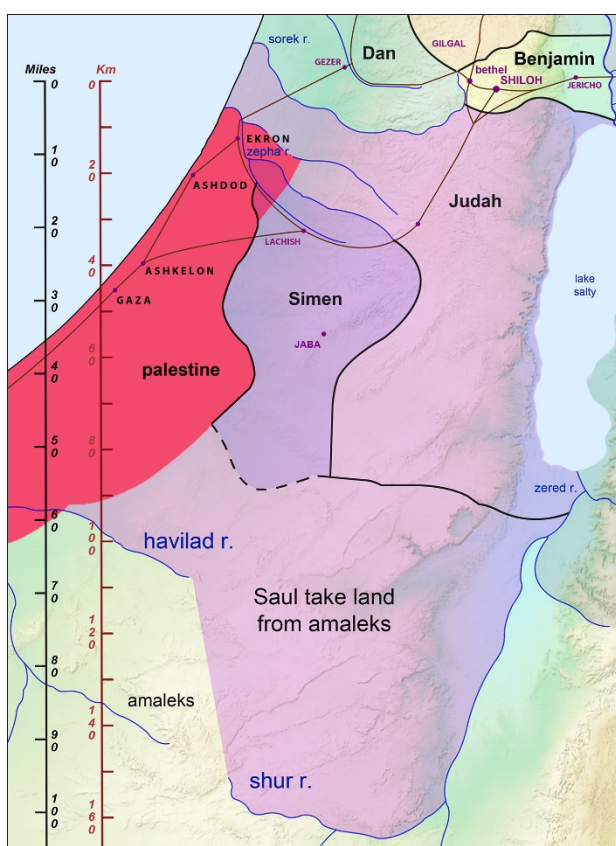 sorek r.
Dan
GILGAL
Benjamin
GEZER
bethel
SHILOH
JERICHO
Miles
Km
0
0
EKRON
zepha r.
10
20
ASHDOD
Judah
20
LACHISH
40
ASHKELON
lake
salty
30
GAZA
Simen
JABA
60
palestine
40
50
80
zered r.
60
100
havilad r.
70
Saul take land
from amaleks
120
80
amaleks
140
90
shur r.
100
160